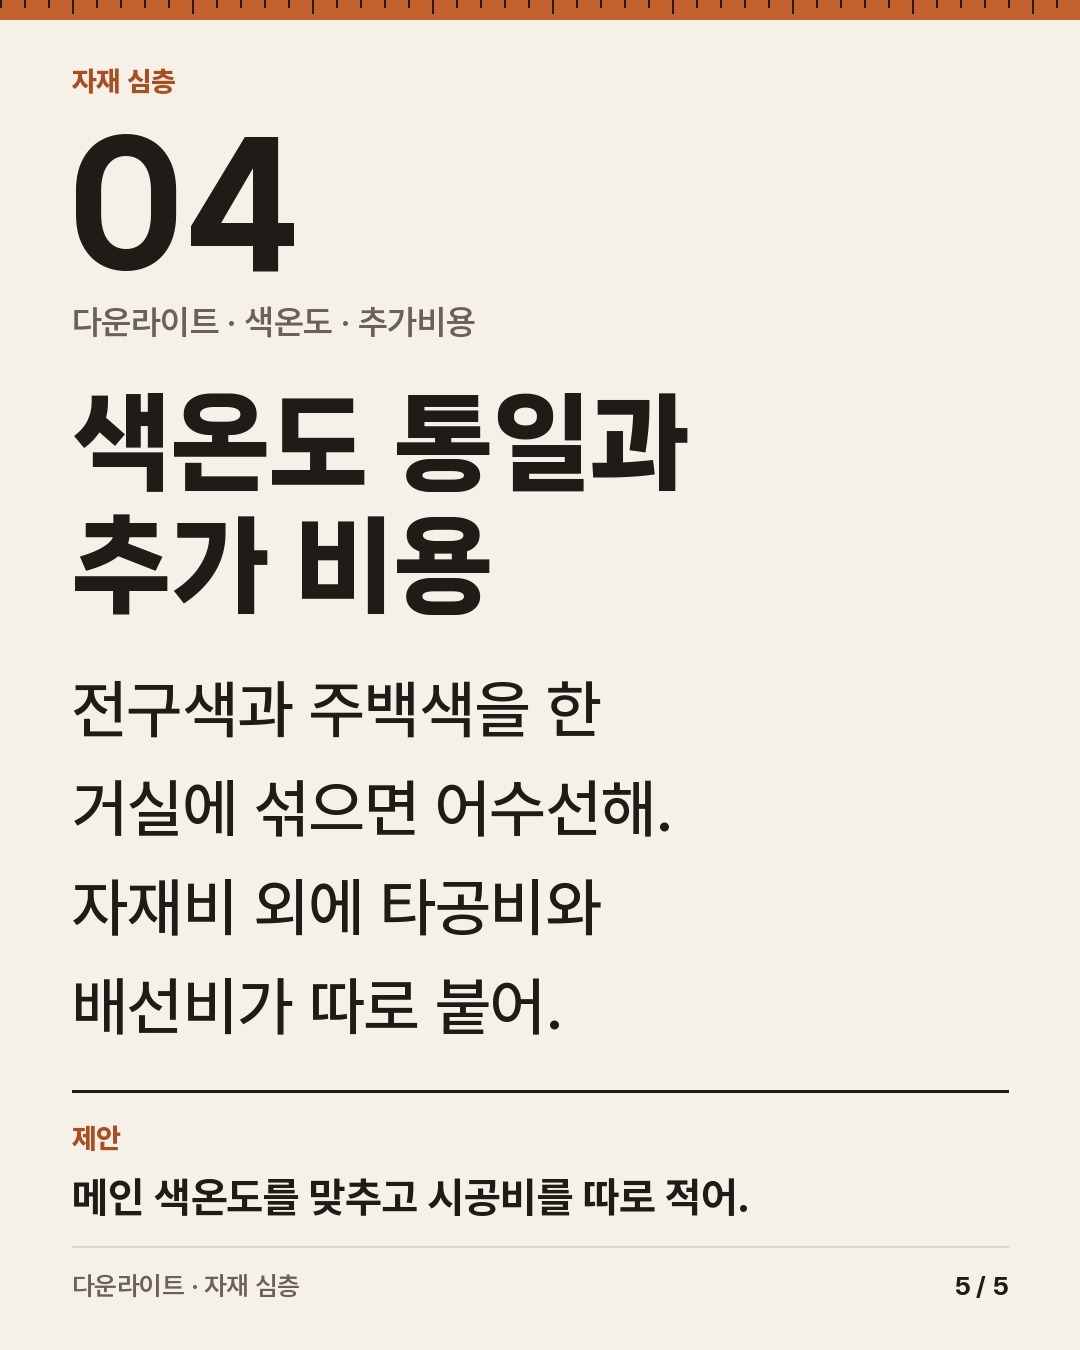 자재 심층
04
다운라이트 · 색온도 · 추가비용
색온도 통일과
추가 비용
전구색과 주백색을 한
거실에 섞으면 어수선해.
자재비 외에 타공비와
배선비가 따로 붙어.
제안
메인 색온도를 맞추고 시공비를 따로 적어.
다운라이트 · 자재 심층
5 / 5